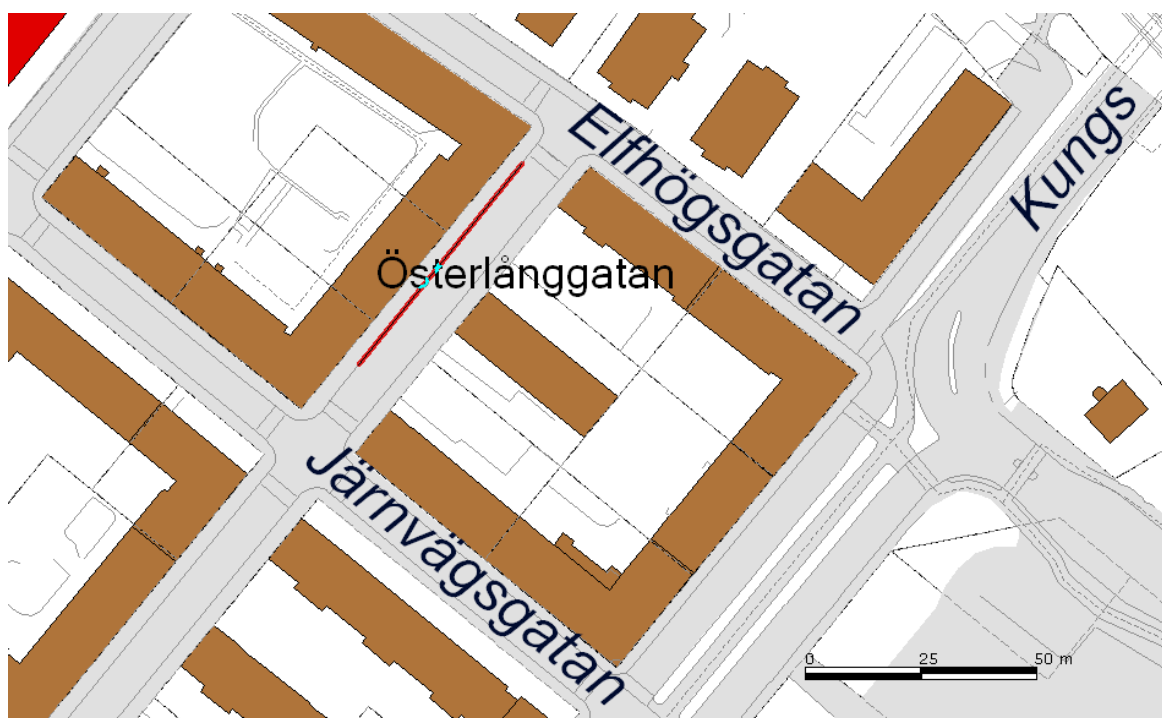 Elfhögsgatan
Kungs
Österlånggatan
Järnvägsgatan
0 25 50 m